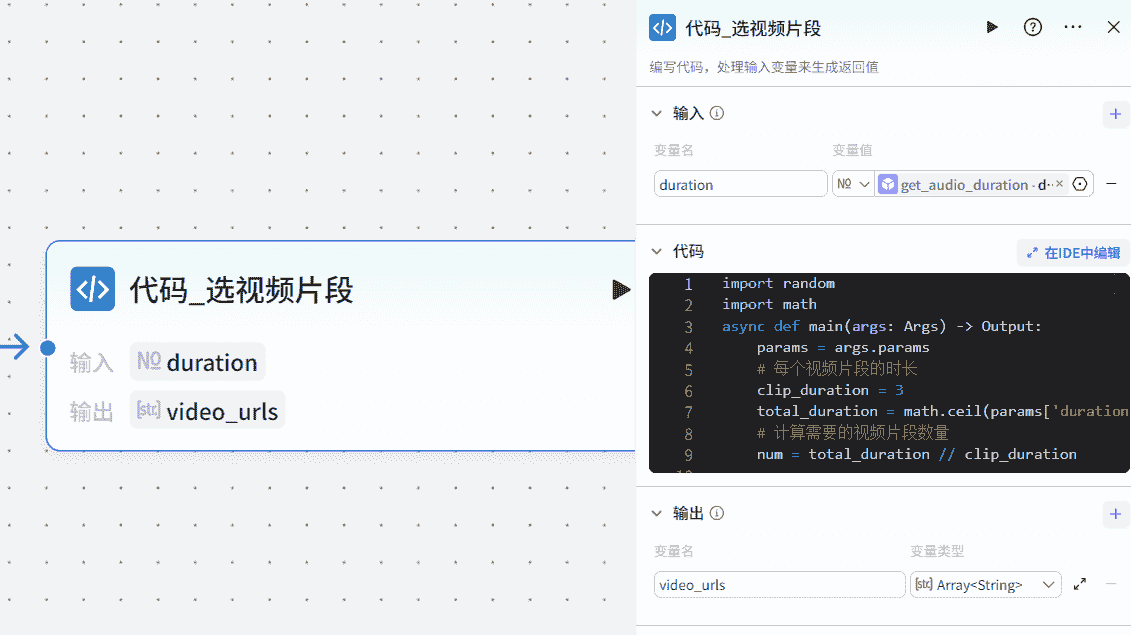 代码_选视频片段
输入 № duration
输出 [str] video_urls
代码_选视频片段
编写代码，处理输入变量来生成返回值
输入
变量名 变量值
duration № get_audio_duration · d··
代码 在IDE中编辑
1 import random
2 import math
3 async def main(args: Args) -> Output:
4 params = args.params
5 # 每个视频片段的时长
6 clip_duration = 3
7 total_duration = math.ceil(params['duration
8 # 计算需要的视频片段数量
9 num = total_duration // clip_duration
输出
变量名 变量类型
video_urls [str] Array<String>